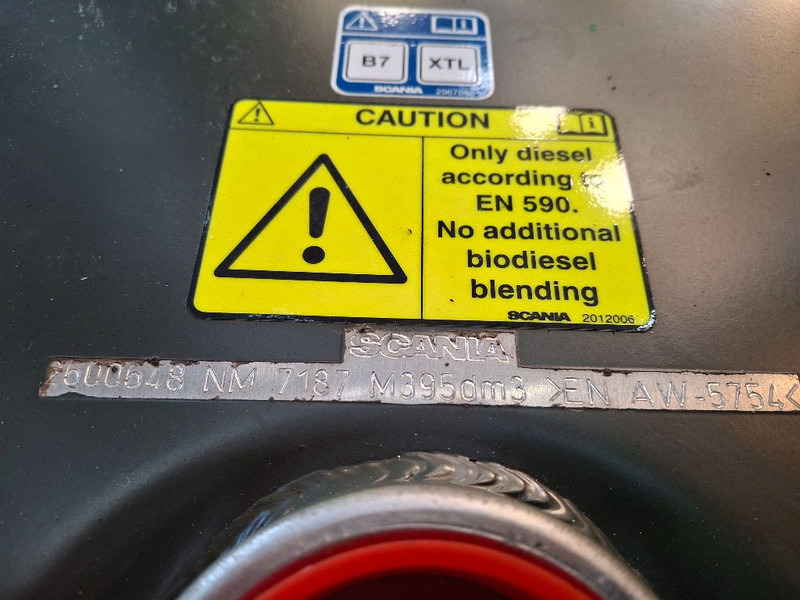 B7 XTL
SCANIA
CAUTION
Only diesel
according to
EN 590.
No additional
biodiesel
blending
SCANIA 2012006
SCANIA
2600648 NM 7187 M395dm3 >EN AW-5754<